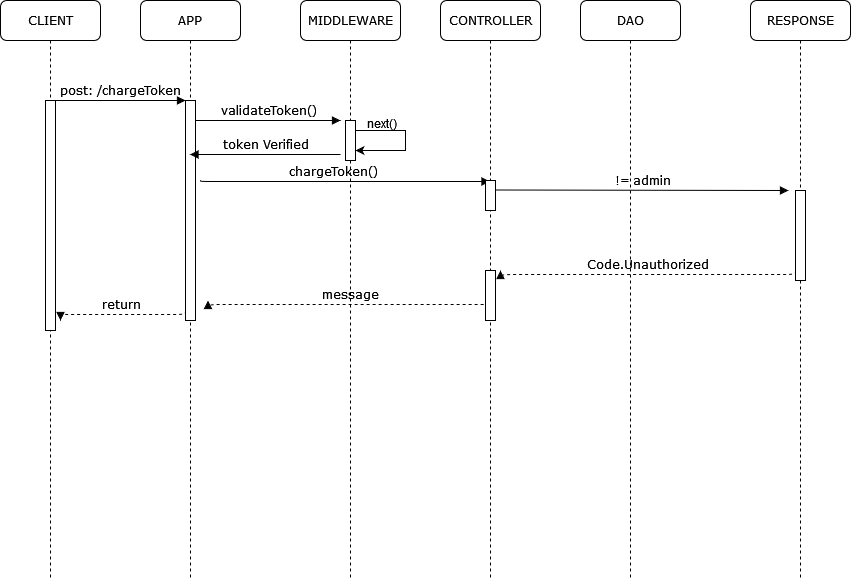 CLIENT
APP
MIDDLEWARE
CONTROLLER
DAO
RESPONSE
post: /chargeToken
validateToken()
next()
token Verified
chargeToken()
!= admin
Code.Unauthorized
message
return